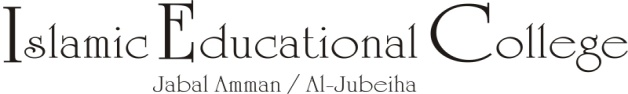 Islamic Educational College
Jabal Amman / Al-Jubeiha